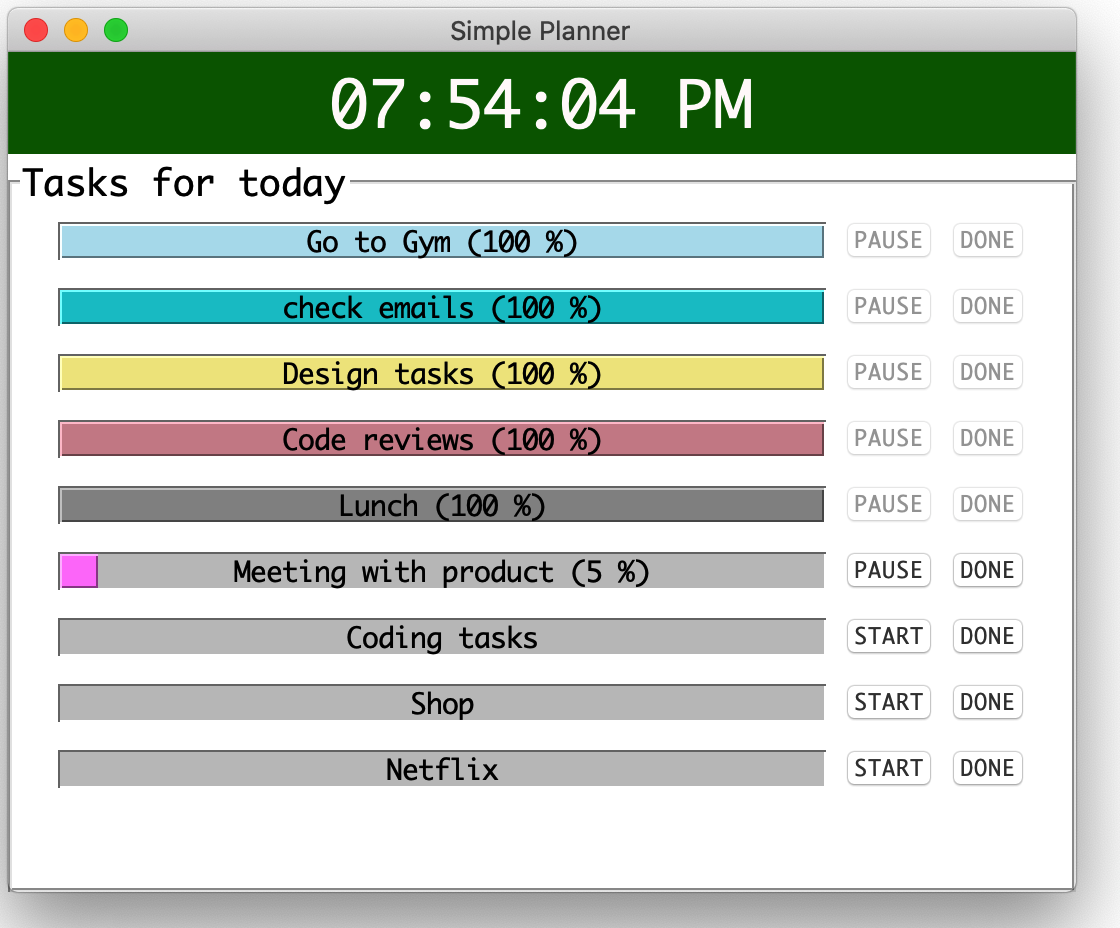 Simple Planner
07:54:04 PM
Tasks for today
Go to Gym (100 %) PAUSE DONE
check emails (100 %) PAUSE DONE
Design tasks (100 %) PAUSE DONE
Code reviews (100 %) PAUSE DONE
Lunch (100 %) PAUSE DONE
Meeting with product (5 %) PAUSE DONE
Coding tasks START DONE
Shop START DONE
Netflix START DONE